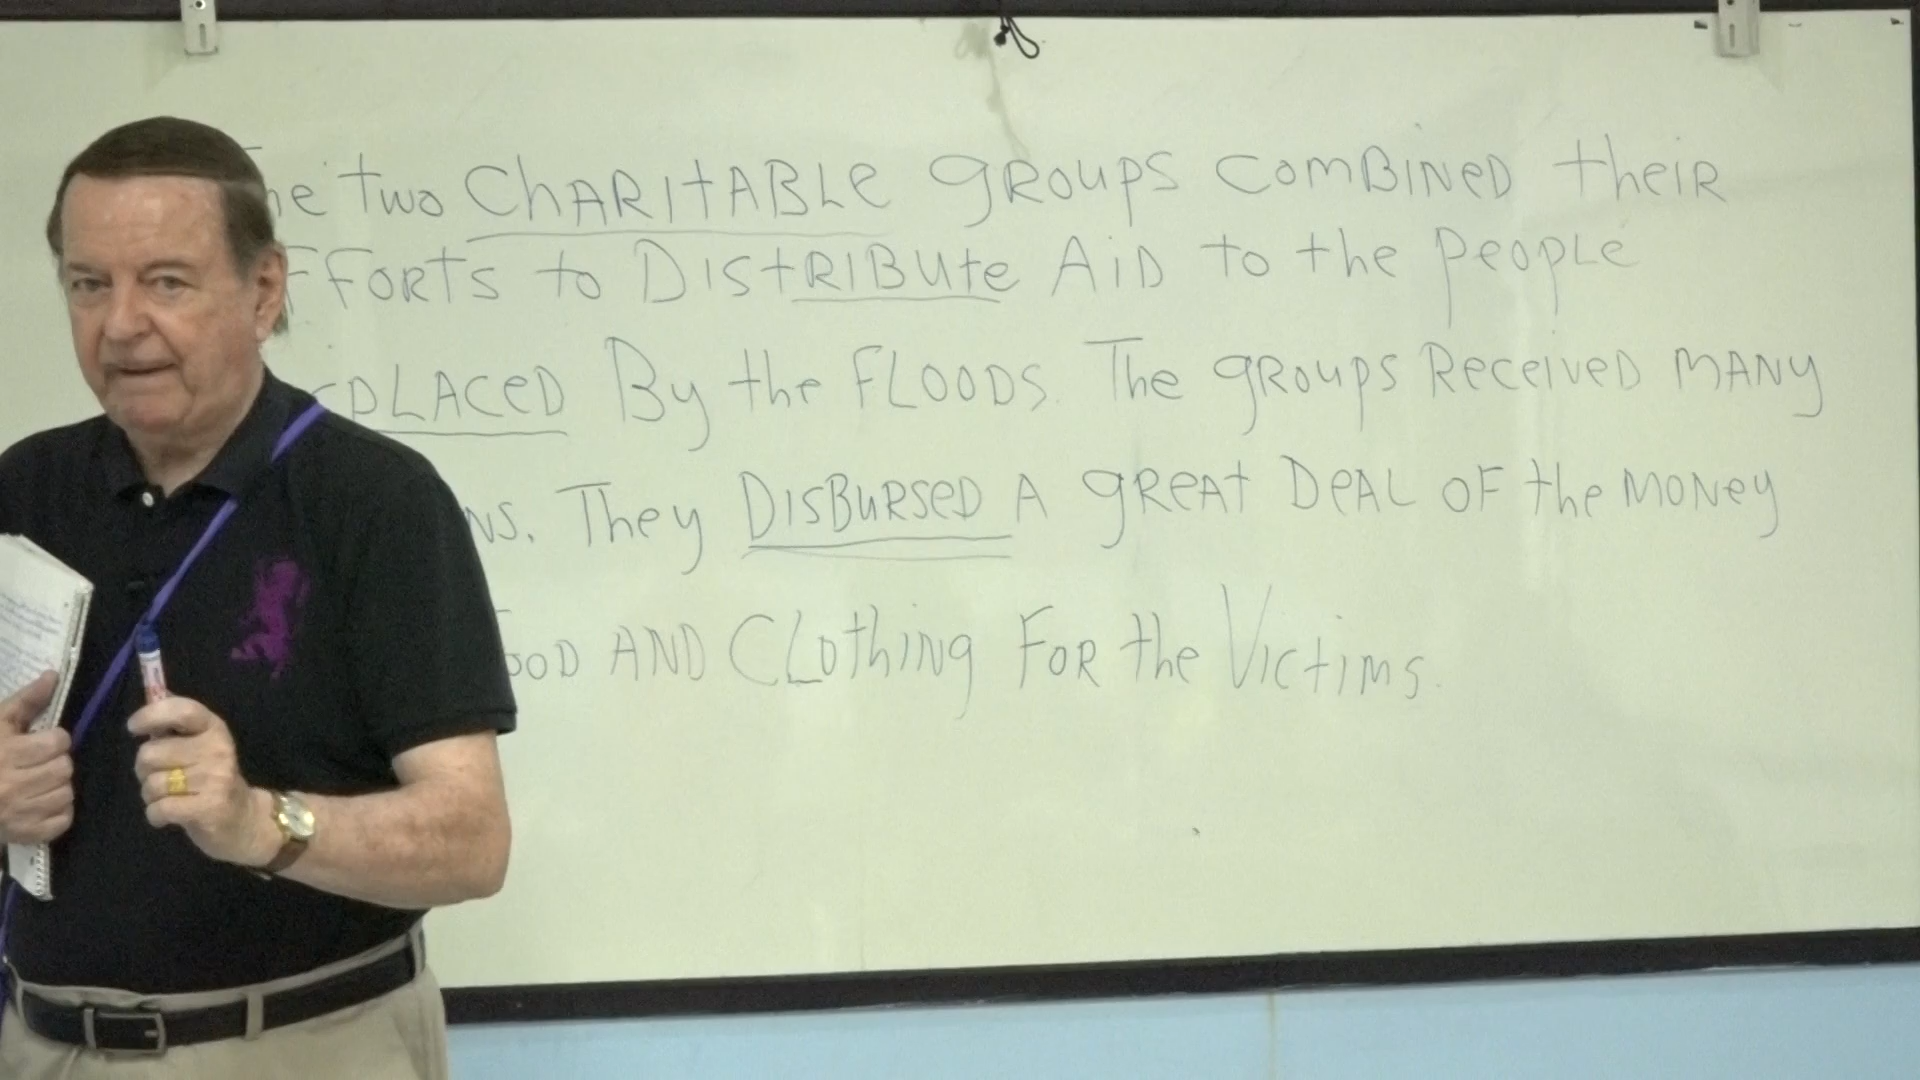 he two CHARITABLE groups combined their
fforts to Distribute Aid to the people
placed By the Floods. The groups Received many
ns. They Disbursed A great Deal of the money
ood and Clothing For the Victims.